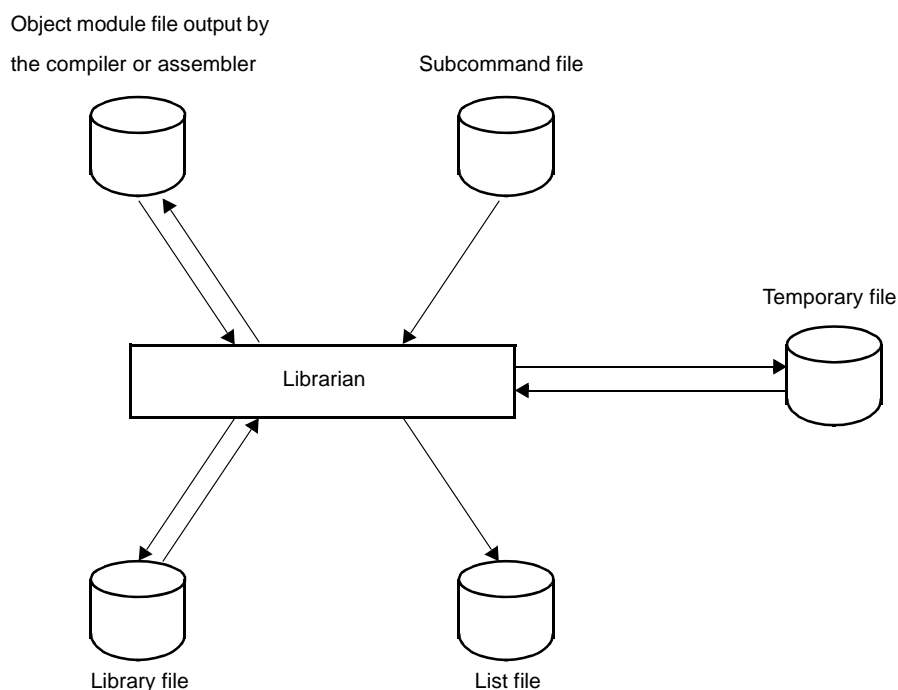 Object module file output by
the compiler or assembler
Subcommand file
Temporary file
Librarian
Library file
List file